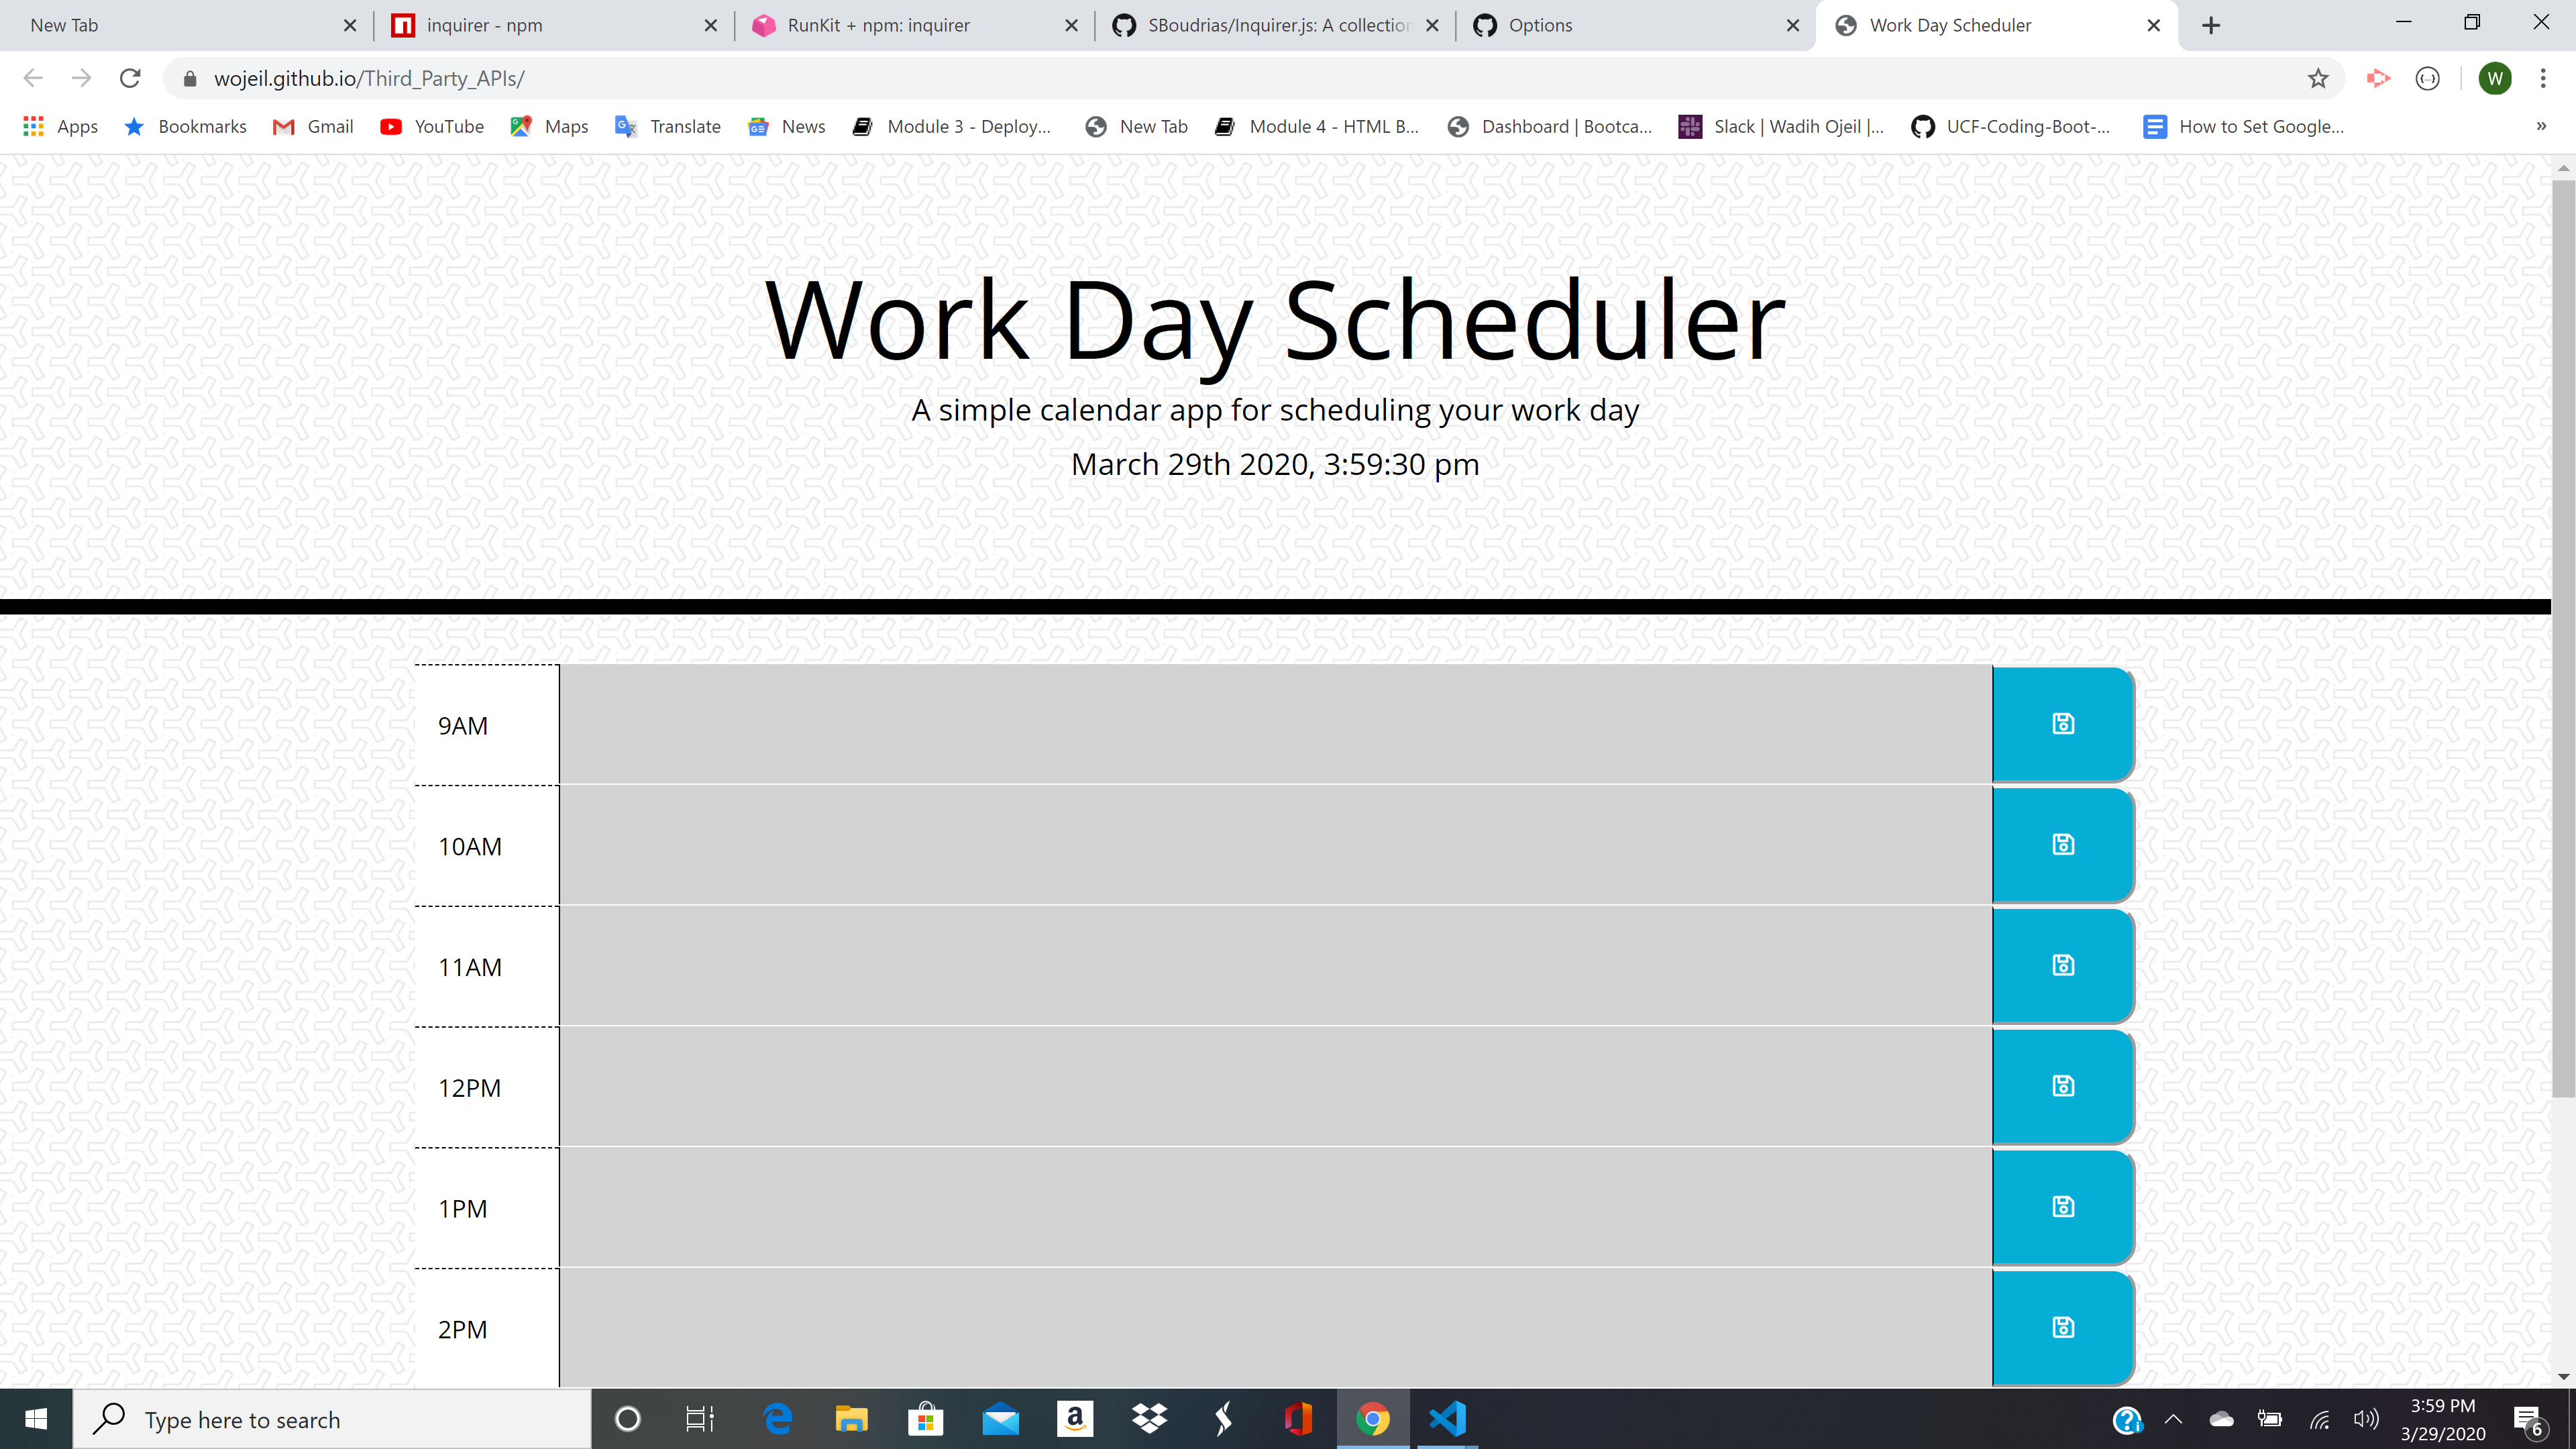 New Tab
inquirer - npm
RunKit + npm: inquirer
SBoudrias/Inquirer.js: A collection
Options
Work Day Scheduler
wojeil.github.io/Third_Party_APIs/
W
Apps
Bookmarks
Gmail
YouTube
Maps
Translate
News
Module 3 - Deploy...
New Tab
Module 4 - HTML B...
Dashboard | Bootca...
Slack | Wadih Ojeil |...
UCF-Coding-Boot-...
How to Set Google...
»
Work Day Scheduler
A simple calendar app for scheduling your work day
March 29th 2020, 3:59:30 pm
9AM
10AM
11AM
12PM
1PM
2PM
Type here to search
3:59 PM
3/29/2020
6